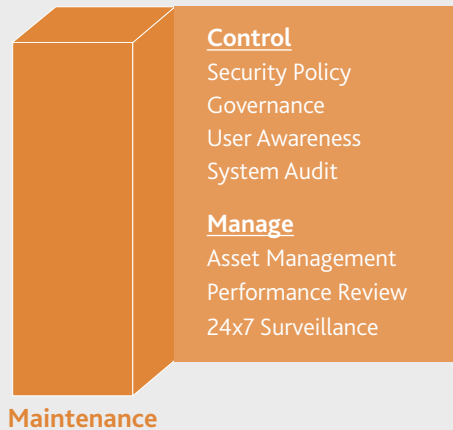 Control
Security Policy
Governance
User Awareness
System Audit
Manage
Asset Management
Performance Review
24x7 Surveillance
Maintenance